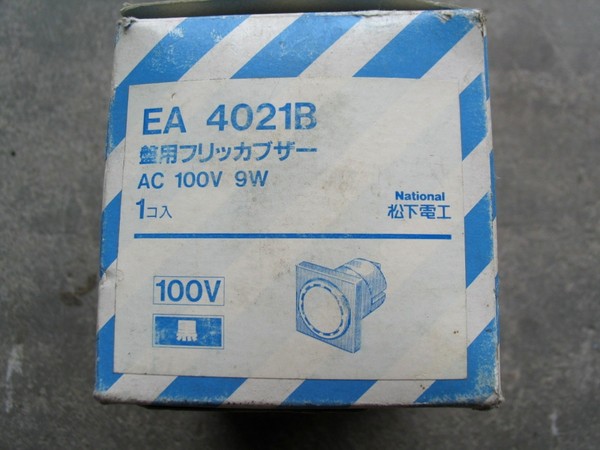 EA 4021B
盤用フリッカブザー
AC 100V 9W
1コ入
National
松下電工
100V